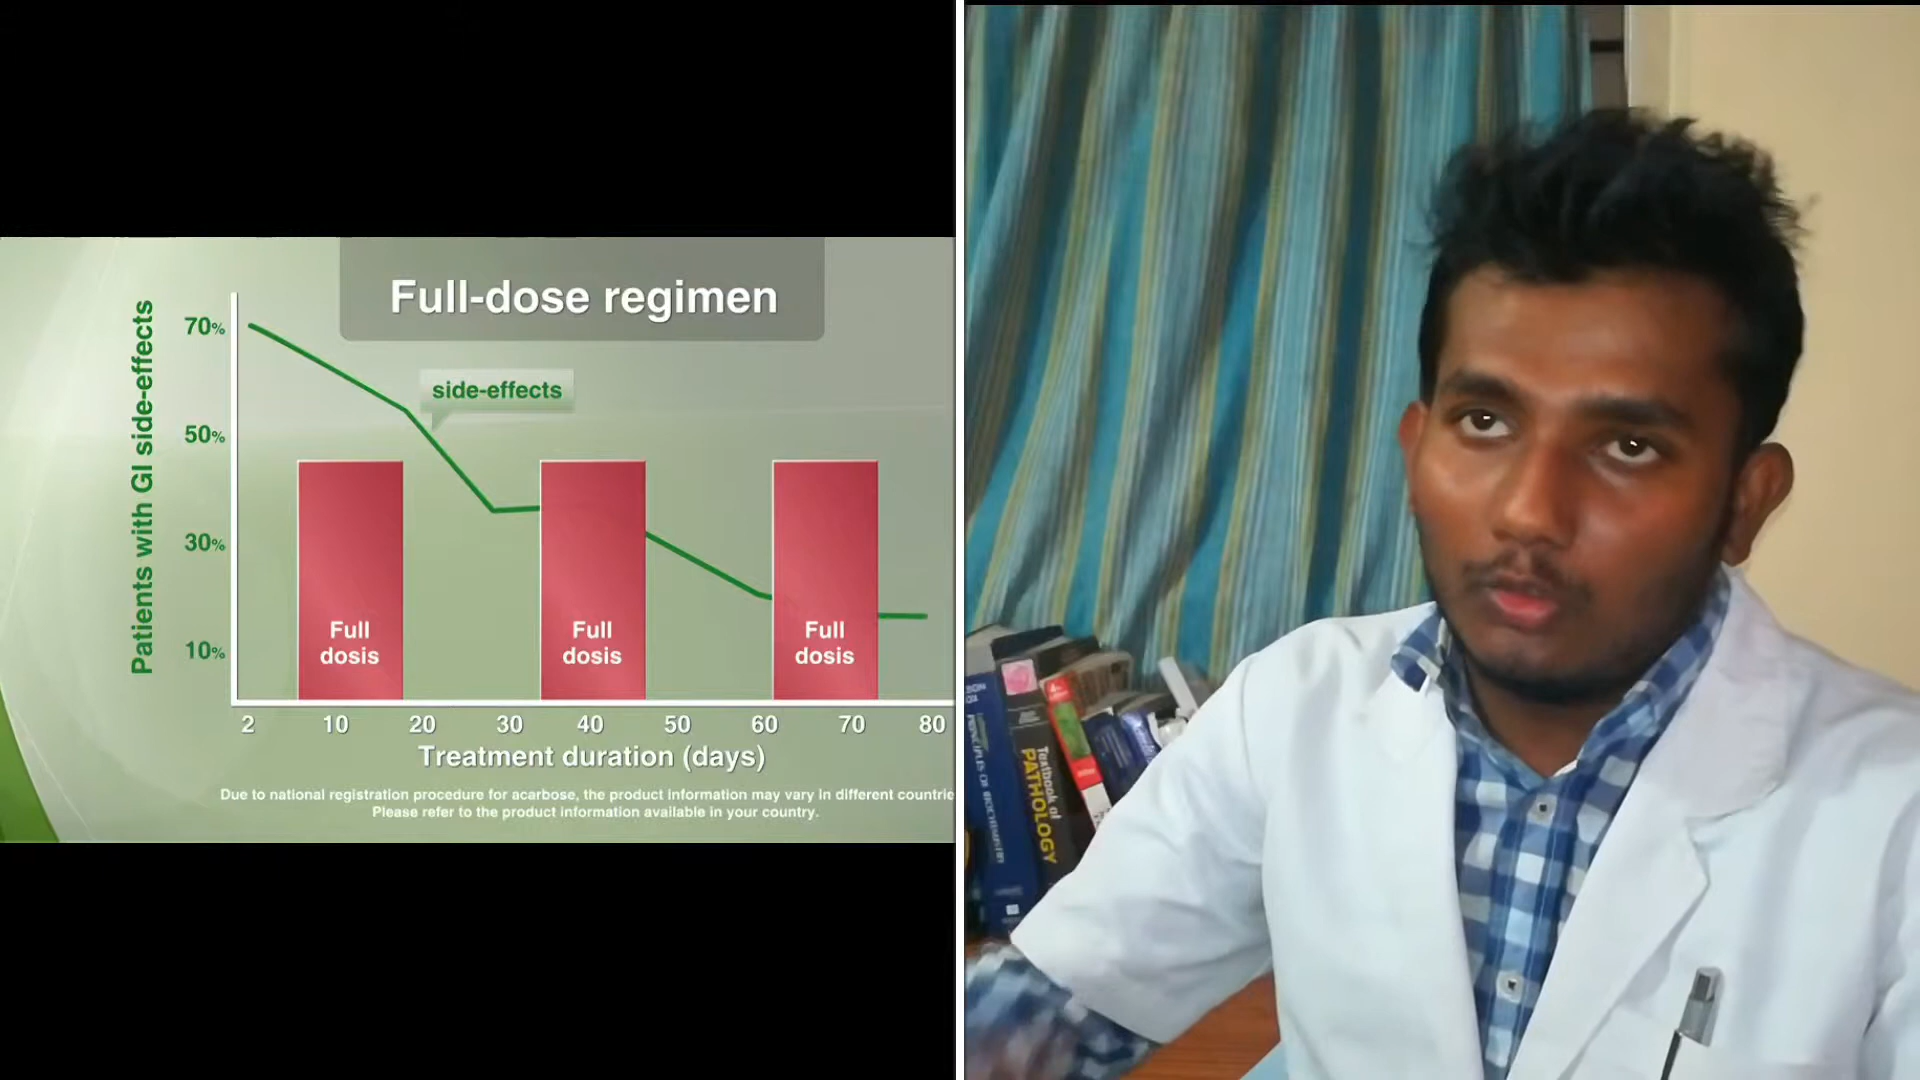 Full-dose regimen
Patients with GI side-effects
70%
50%
30%
10%
side-effects
Full
dosis
Full
dosis
Full
dosis
2 10 20 30 40 50 60 70 80
Treatment duration (days)
Due to national registration procedure for acarbose, the product information may vary in different countrie
Please refer to the product information available in your country.
PRINCIPLES OF BIOCHEMISTRY
Textbook of
PATHOLOGY